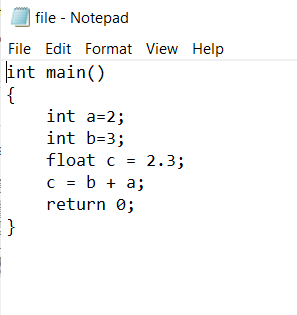 file - Notepad
File Edit Format View Help
int main()
{
    int a=2;
    int b=3;
    float c = 2.3;
    c = b + a;
    return 0;
}